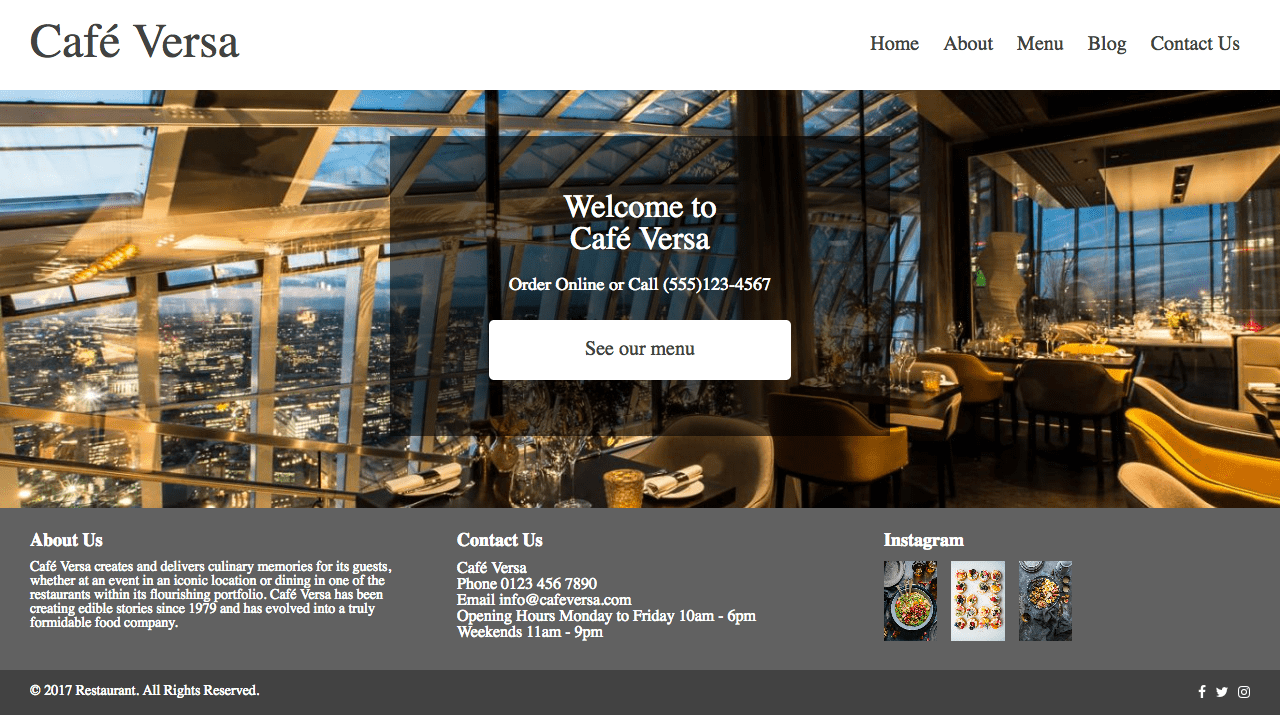 Café Versa
Home About Menu Blog Contact Us
Welcome to
Café Versa
Order Online or Call (555)123-4567
See our menu
About Us
Café Versa creates and delivers culinary memories for its guests,
whether at an event in an iconic location or dining in one of the
restaurants within its flourishing portfolio. Café Versa has been
creating edible stories since 1979 and has evolved into a truly
formidable food company.
Contact Us
Café Versa
Phone 0123 456 7890
Email info@cafeversa.com
Opening Hours Monday to Friday 10am - 6pm
Weekends 11am - 9pm
Instagram
© 2017 Restaurant. All Rights Reserved.